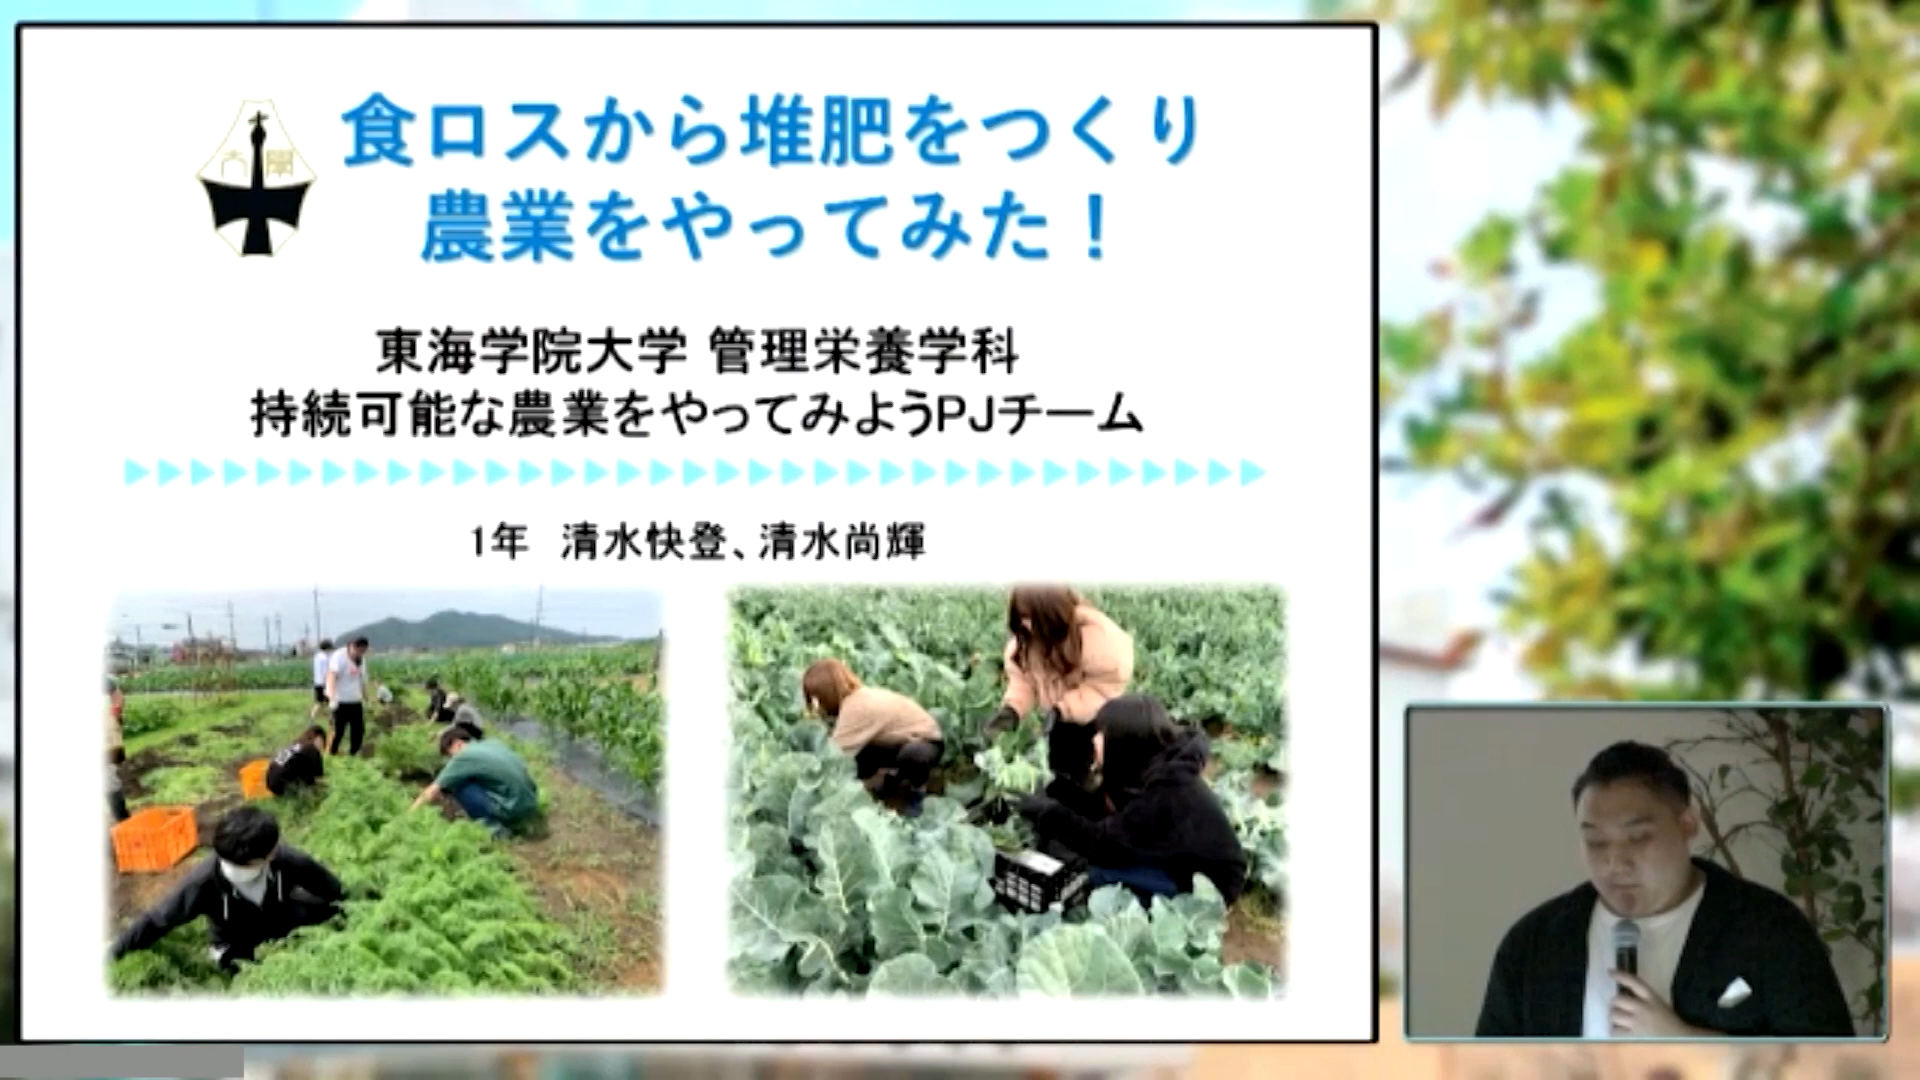 大 學
食ロスから堆肥をつくり
農業をやってみた！
東海学院大学 管理栄養学科
持続可能な農業をやってみようPJチーム
1年　清水快登、清水尚輝